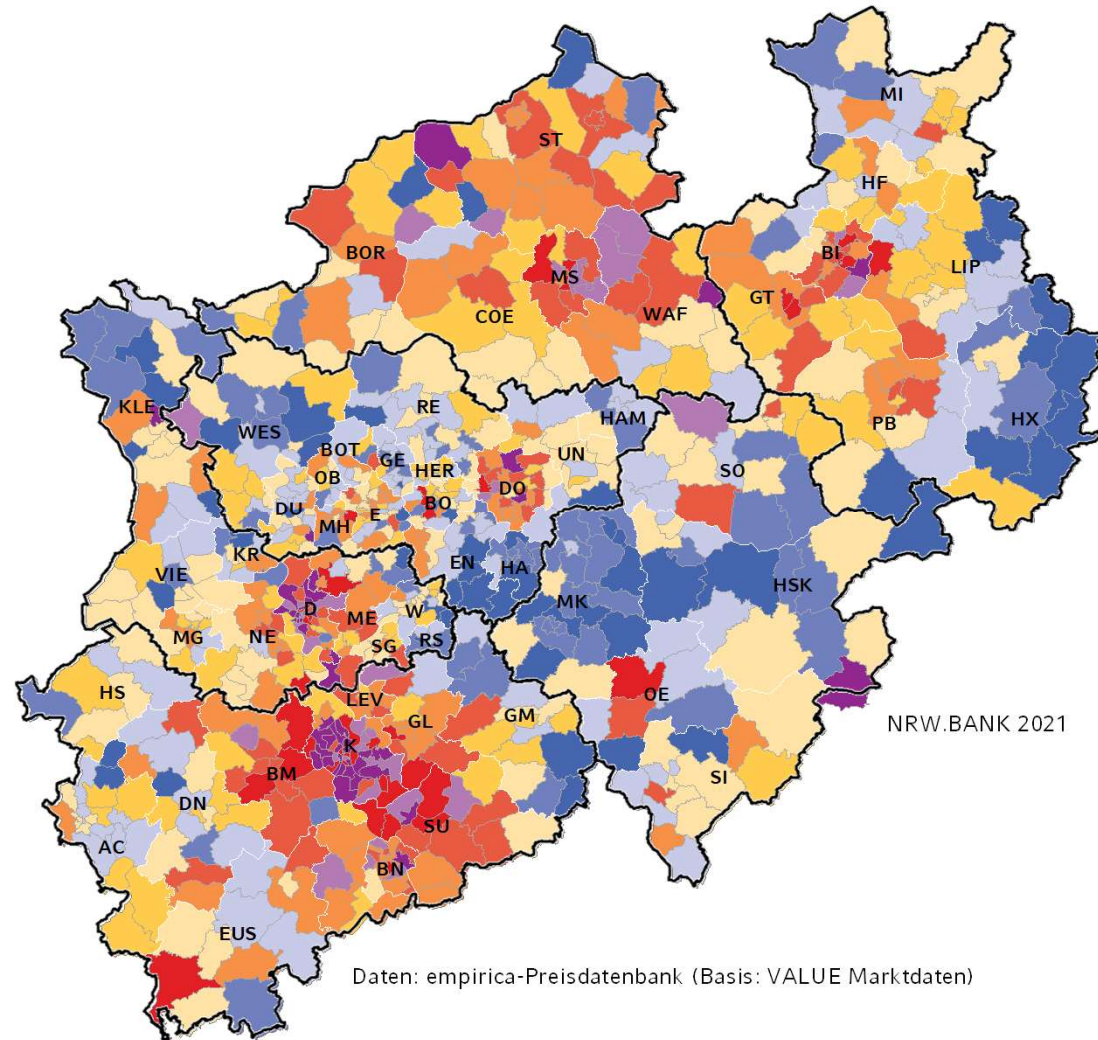 MI
ST
HF
BOR
BI
MS
LIP
GT
COE
WAF
KLE
RE
HAM
WES
PB
HX
BOT
GE
HER
UN
SO
OB
DO
DU
E
BO
MH
KR
EN
HA
VIE
HSK
MK
D
W
ME
MG
NE
RS
SG
HS
OE
LEV
GL
GM
NRW.BANK 2021
K
BM
SI
DN
SU
AC
BN
EUS
Daten: empirica-Preisdatenbank (Basis: VALUE Marktdaten)